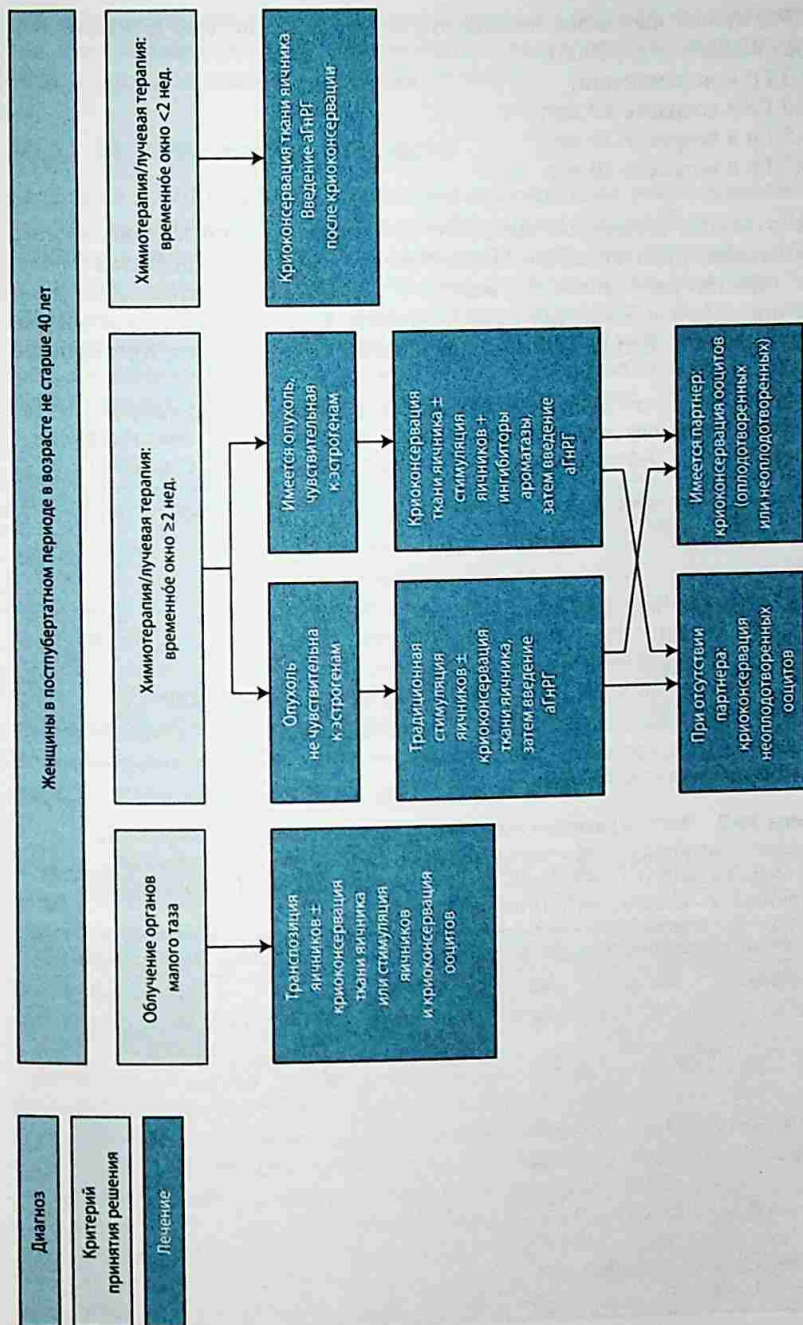 Диагноз
Критерий
принятия решения
Лечение
Женщины в постпубертатном периоде в возрасте не старше 40 лет
Облучение органов
малого таза
Химиотерапия/лучевая терапия:
временно́е окно ≥2 нед.
Химиотерапия/лучевая терапия:
временно́е окно <2 нед.
Транспозиция
яичников ±
криоконсервация
ткани яичника
или стимуляция
яичников
и криоконсервация
ооцитов
Опухоль
не чувствительна
к эстрогенам
Имеется опухоль,
чувствительная
к эстрогенам
Криоконсервация ткани яичника
Введение аГнРГ
после криоконсервации
Традиционная
стимуляция
яичников ±
криоконсервация
ткани яичника,
затем введение
аГнРГ
Криоконсервация
ткани яичника ±
стимуляция
яичников +
ингибиторы
ароматазы,
затем введение
аГнРГ
При отсутствии
партнера:
криоконсервация
неоплодотворенных
ооцитов
Имеется партнер:
криоконсервация ооцитов
(оплодотворенных
или неоплодотворенных)